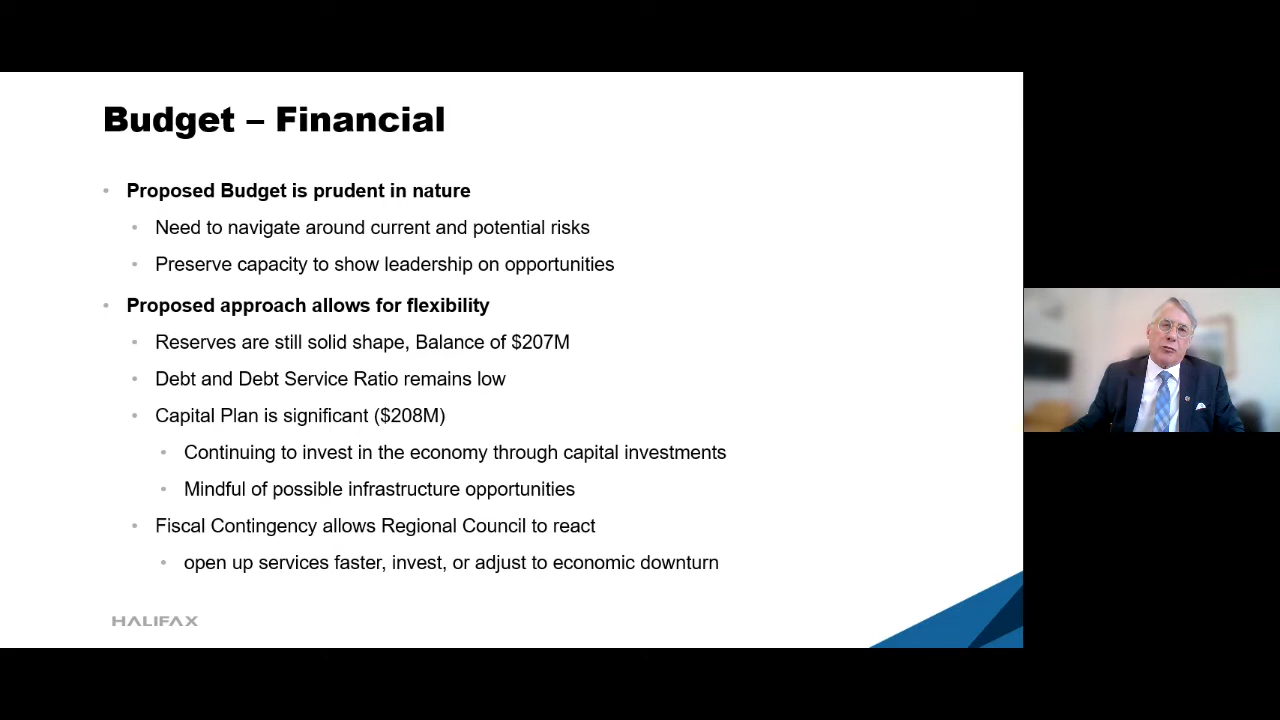 Budget – Financial
Proposed Budget is prudent in nature
Need to navigate around current and potential risks
Preserve capacity to show leadership on opportunities
Proposed approach allows for flexibility
Reserves are still solid shape, Balance of $207M
Debt and Debt Service Ratio remains low
Capital Plan is significant ($208M)
Continuing to invest in the economy through capital investments
Mindful of possible infrastructure opportunities
Fiscal Contingency allows Regional Council to react
open up services faster, invest, or adjust to economic downturn
HALIFAX